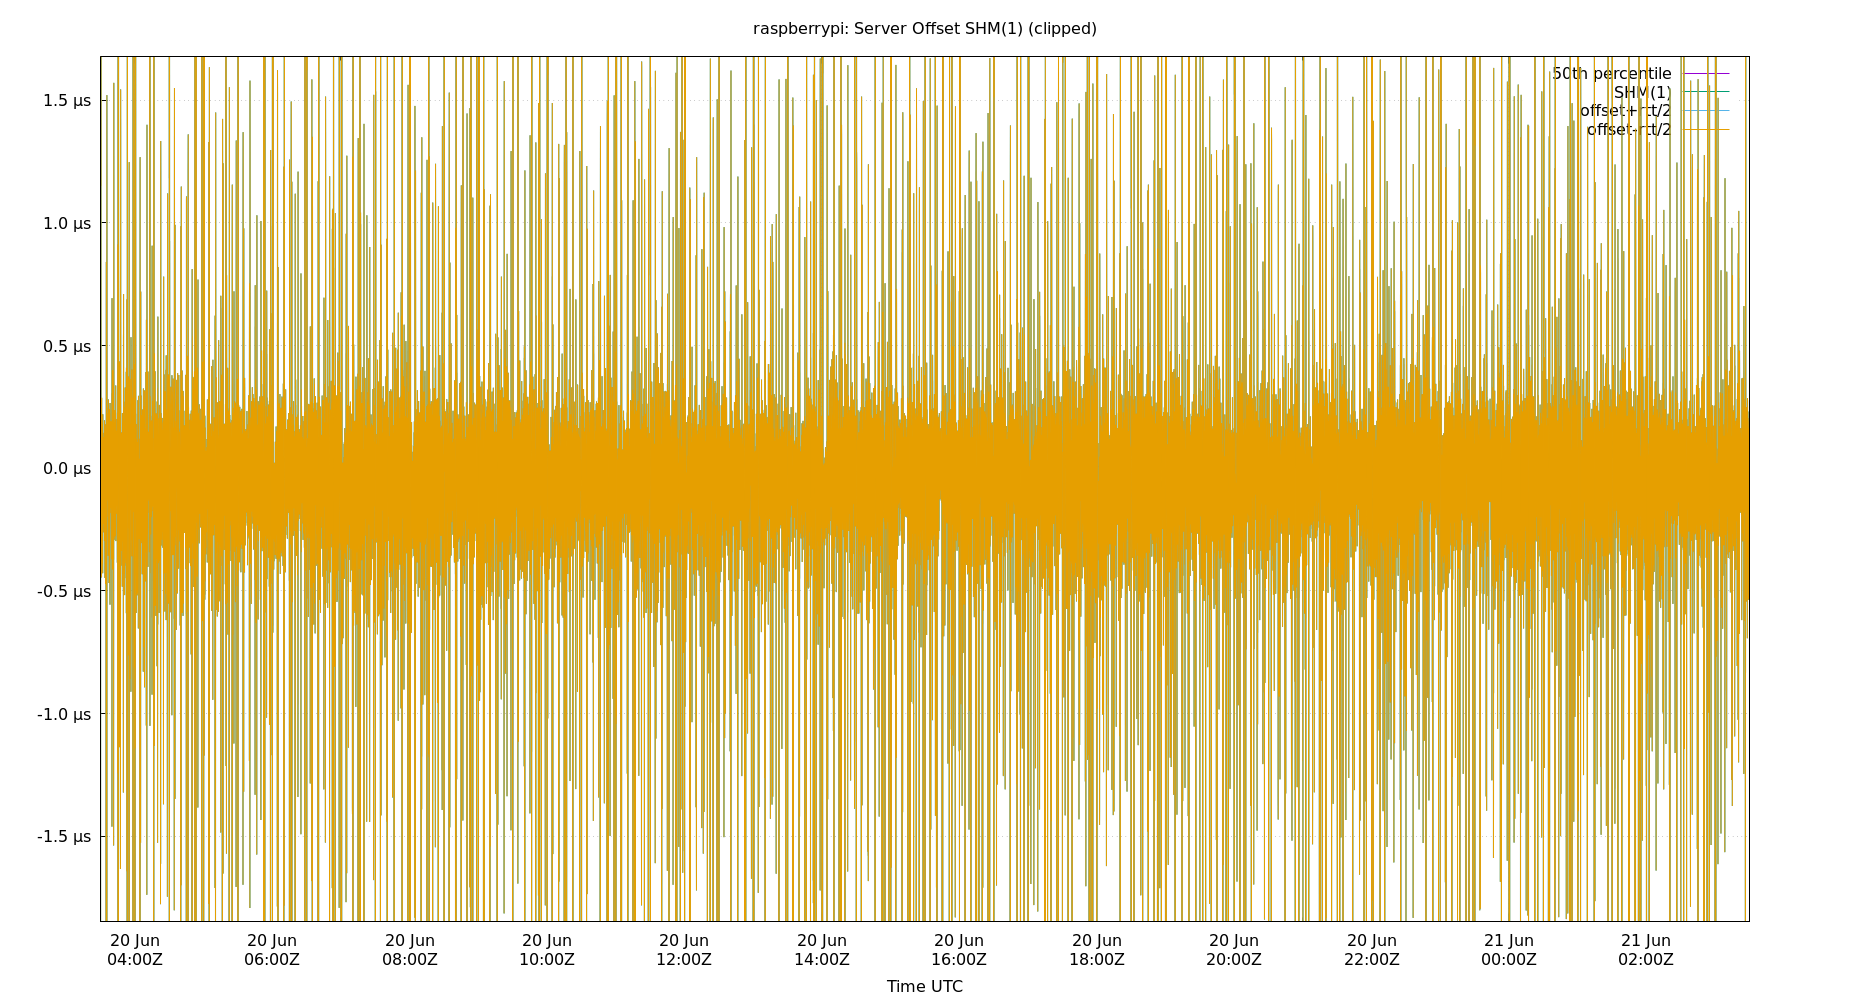 raspberrypi: Server Offset SHM(1) (clipped)
50th percentile
SHM(1)
offset+rtt/2
offset-rtt/2
1.5 µs
1.0 µs
0.5 µs
0.0 µs
-0.5 µs
-1.0 µs
-1.5 µs
20 Jun 20 Jun 20 Jun 20 Jun 20 Jun 20 Jun 20 Jun 20 Jun 20 Jun 20 Jun 21 Jun 21 Jun
04:00Z 06:00Z 08:00Z 10:00Z 12:00Z 14:00Z 16:00Z 18:00Z 20:00Z 22:00Z 00:00Z 02:00Z
Time UTC